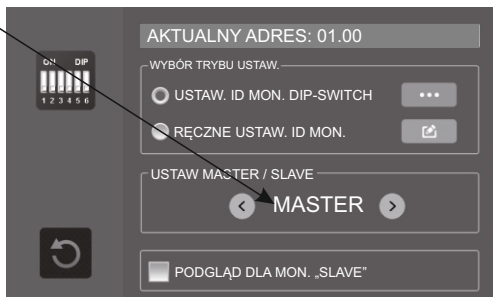 AKTUALNY ADRES: 01.00
ON DIP
1 2 3 4 5 6
WYBÓR TRYBU USTAW.
USTAW. ID MON. DIP-SWITCH
RĘCZNE USTAW. ID MON.
USTAW MASTER / SLAVE
MASTER
PODGLĄD DLA MON. „SLAVE”